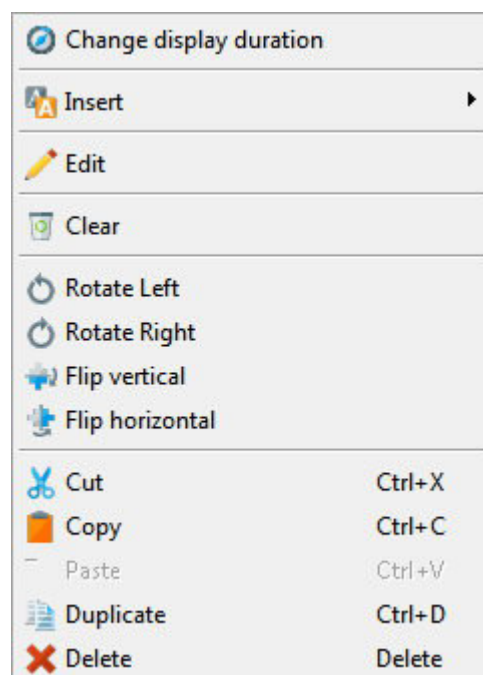 Change display duration
Insert
Edit
Clear
Rotate Left
Rotate Right
Flip vertical
Flip horizontal
Cut Ctrl+X
Copy Ctrl+C
Paste Ctrl+V
Duplicate Ctrl+D
Delete Delete